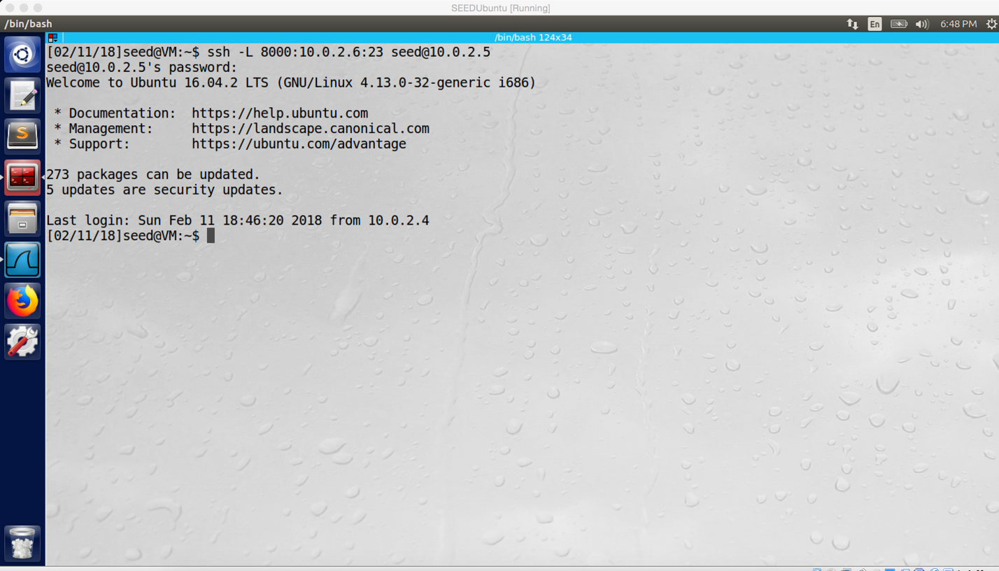 SEEDUbuntu [Running]
/bin/bash
En
6:48 PM
/bin/bash 124x34
[02/11/18]seed@VM:~$ ssh -L 8000:10.0.2.6:23 seed@10.0.2.5
seed@10.0.2.5's password:
Welcome to Ubuntu 16.04.2 LTS (GNU/Linux 4.13.0-32-generic i686)
* Documentation:  https://help.ubuntu.com
* Management:     https://landscape.canonical.com
* Support:        https://ubuntu.com/advantage
273 packages can be updated.
5 updates are security updates.
Last login: Sun Feb 11 18:46:20 2018 from 10.0.2.4
[02/11/18]seed@VM:~$